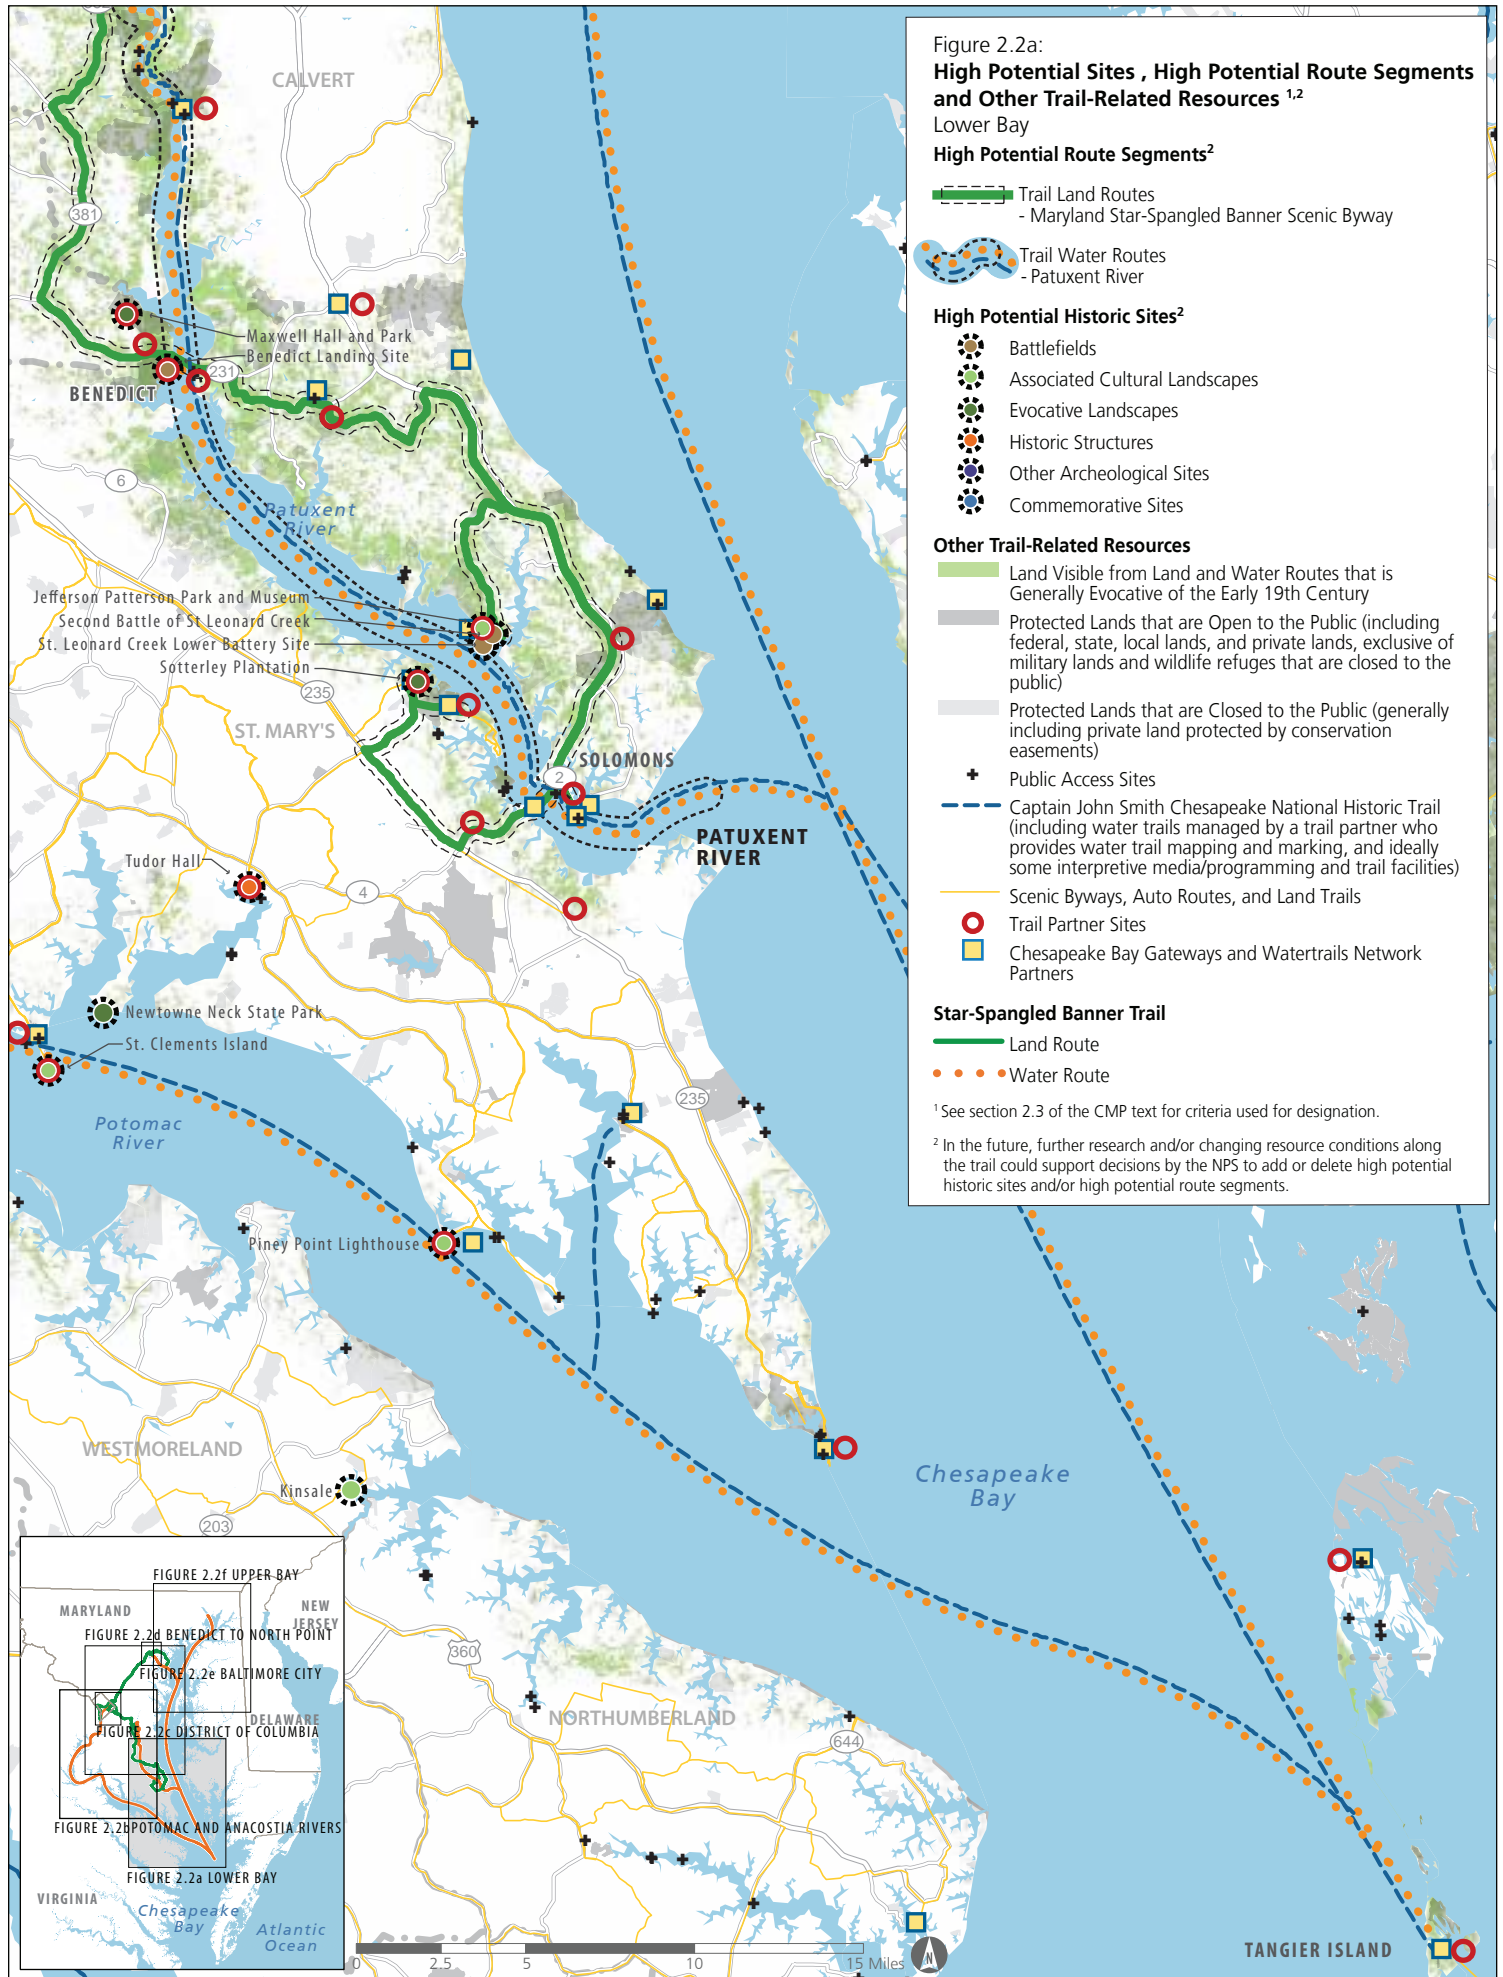 Figure 2.2a:
High Potential Sites , High Potential Route Segments
and Other Trail-Related Resources 1,2
Lower Bay
High Potential Route Segments2
Trail Land Routes
- Maryland Star-Spangled Banner Scenic Byway
Trail Water Routes
- Patuxent River
High Potential Historic Sites2
Battlefields
Associated Cultural Landscapes
Evocative Landscapes
Historic Structures
Other Archeological Sites
Commemorative Sites
Other Trail-Related Resources
Land Visible from Land and Water Routes that is
Generally Evocative of the Early 19th Century
Protected Lands that are Open to the Public (including
federal, state, local lands, and private lands, exclusive of
military lands and wildlife refuges that are closed to the
public)
Protected Lands that are Closed to the Public (generally
including private land protected by conservation
easements)
Public Access Sites
Captain John Smith Chesapeake National Historic Trail
(including water trails managed by a trail partner who
provides water trail mapping and marking, and ideally
some interpretive media/programming and trail facilities)
Scenic Byways, Auto Routes, and Land Trails
Trail Partner Sites
Chesapeake Bay Gateways and Watertrails Network
Partners
Star-Spangled Banner Trail
Land Route
Water Route
1 See section 2.3 of the CMP text for criteria used for designation.
2 In the future, further research and/or changing resource conditions along
the trail could support decisions by the NPS to add or delete high potential
historic sites and/or high potential route segments.
CALVERT
381
Maxwell Hall and Park
Benedict Landing Site
231
BENEDICT
6
Patuxent
River
Jefferson Patterson Park and Museum
Second Battle of St Leonard Creek
St. Leonard Creek Lower Battery Site
Sotterley Plantation
235
ST. MARY'S
SOLOMONS
2
PATUXENT
RIVER
Tudor Hall
4
Newtowne Neck State Park
St. Clements Island
235
Potomac
River
Piney Point Lighthouse
WESTMORELAND
Chesapeake
Bay
Kinsale
203
360
NORTHUMBERLAND
644
TANGIER ISLAND
FIGURE 2.2f UPPER BAY
MARYLAND
NEW
JERSEY
FIGURE 2.2d BENEDICT TO NORTH POINT
FIGURE 2.2e BALTIMORE CITY
DELAWARE
FIGURE 2.2c DISTRICT OF COLUMBIA
FIGURE 2.2b POTOMAC AND ANACOSTIA RIVERS
FIGURE 2.2a LOWER BAY
VIRGINIA
Chesapeake
Bay
Atlantic
Ocean
0 2.5 5 10 15 Miles
N